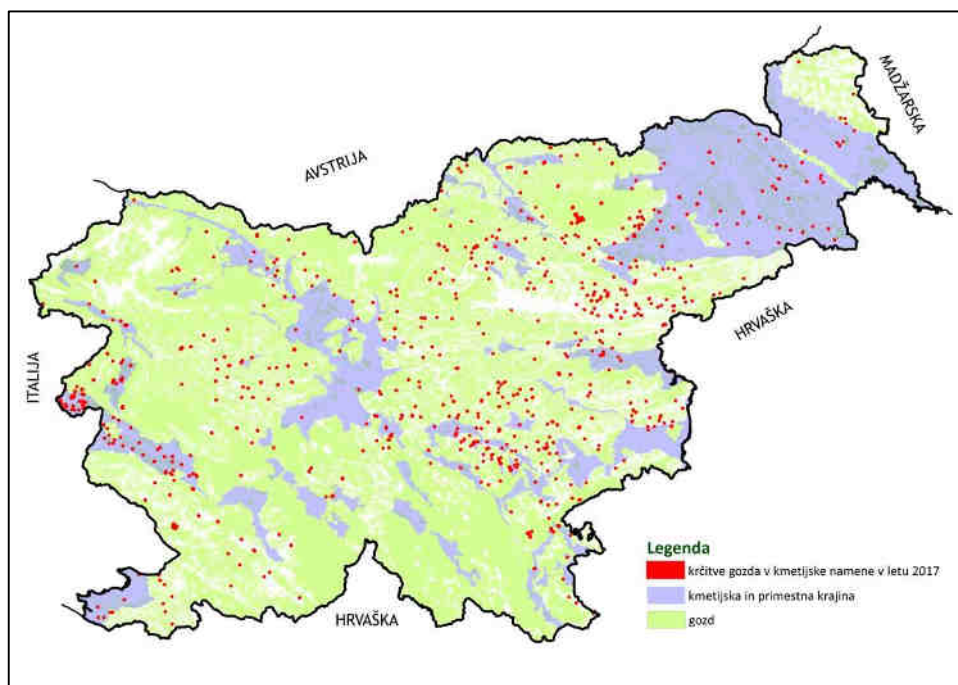 MADŽARSKA
AVSTRIJA
HRVAŠKA
ITALIJA
HRVAŠKA
Legenda
krčitve gozda v kmetijske namene v letu 2017
kmetijska in primestna krajina
gozd